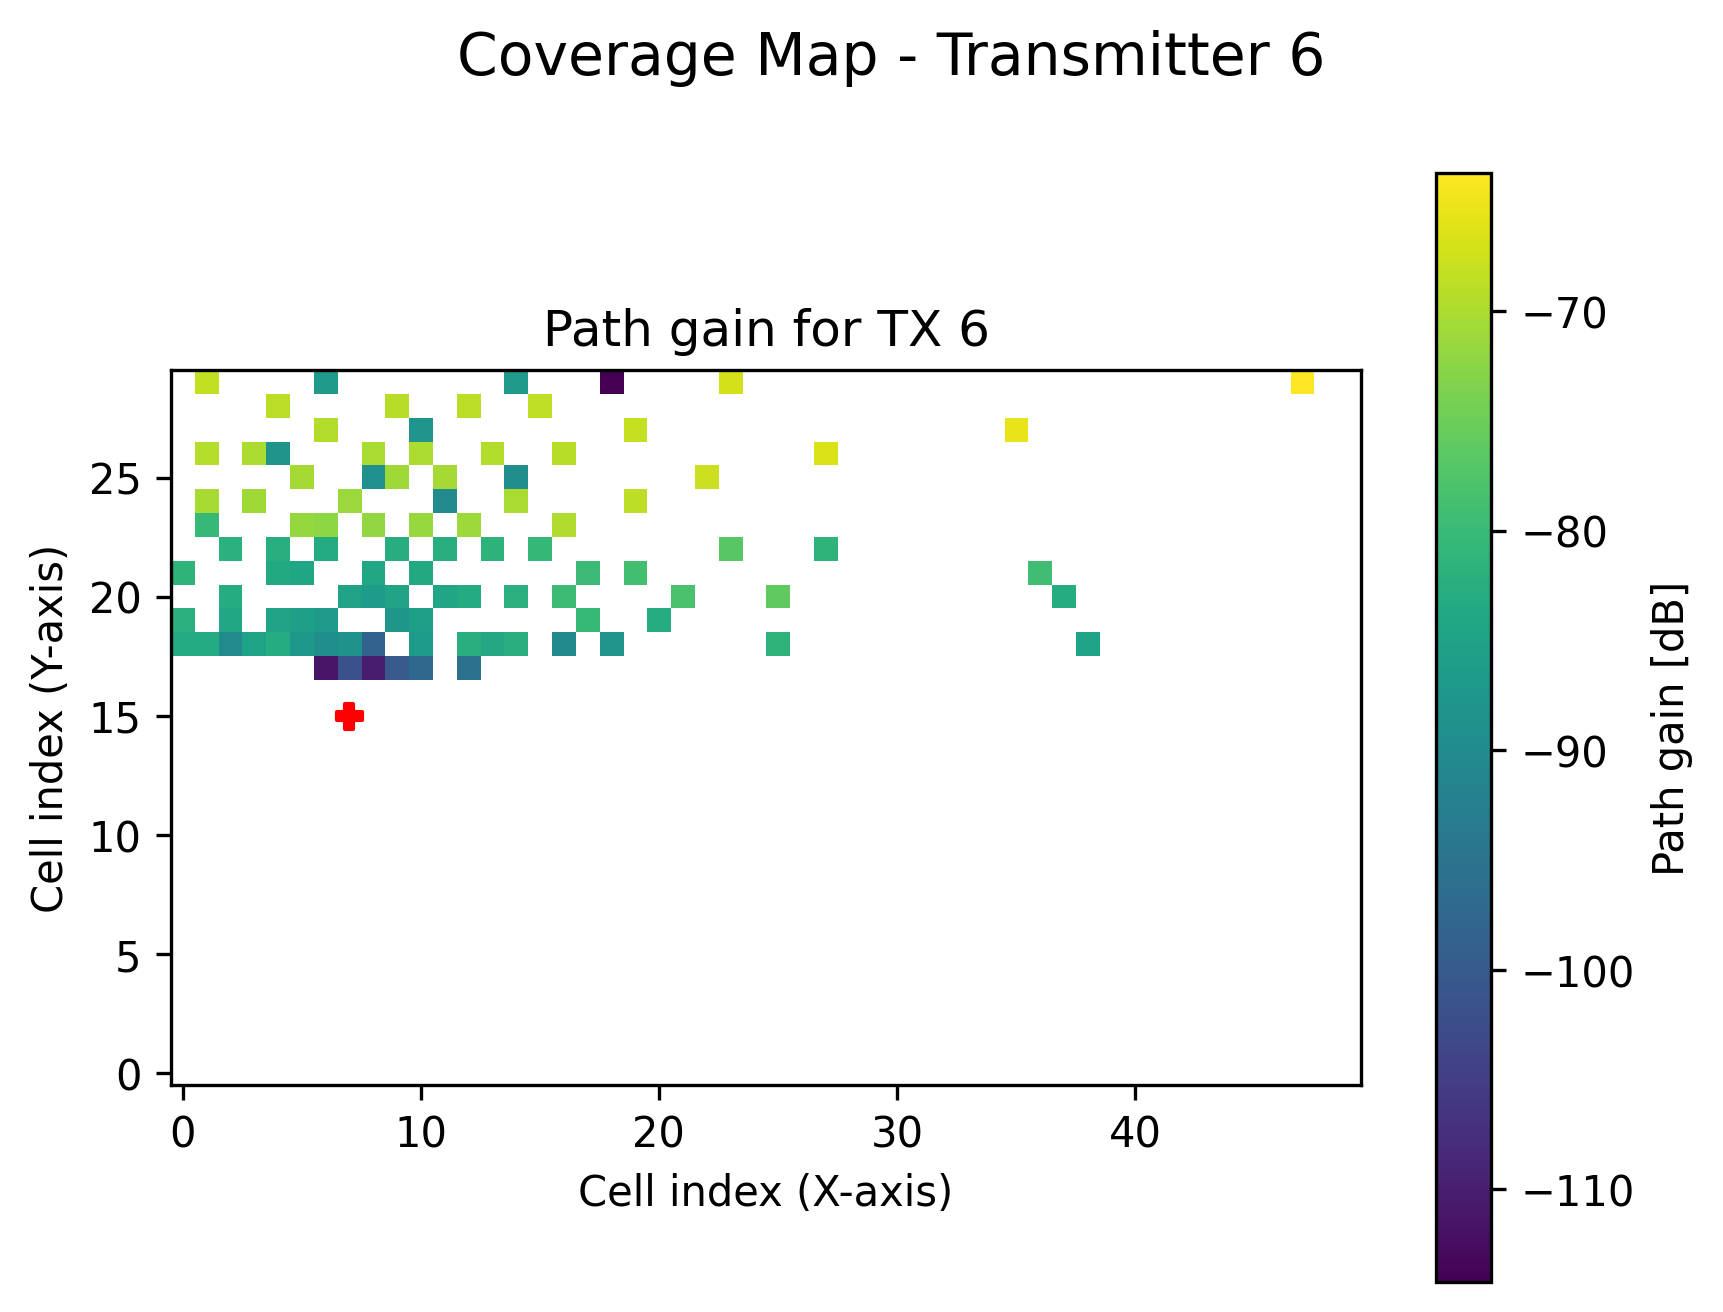 Coverage Map - Transmitter 6
Path gain for TX 6
25
20
15
10
5
0
Cell index (Y-axis)
0 10 20 30 40
Cell index (X-axis)
−70
−80
−90
−100
−110
Path gain [dB]